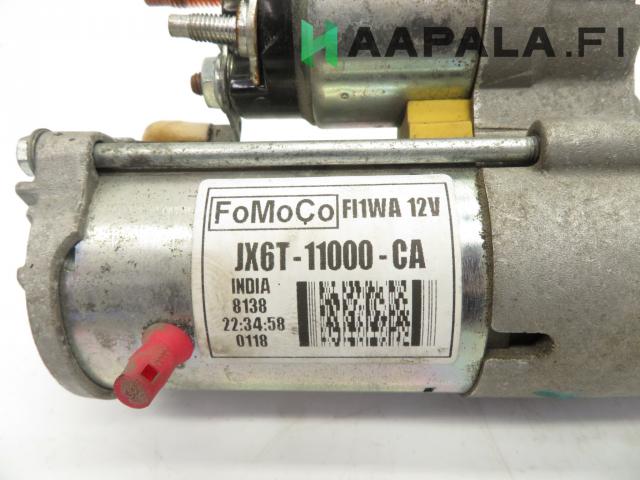 HAAPALA.FI
FoMoCo FI1WA 12V
JX6T-11000-CA
INDIA
8138
22:34:58
0118